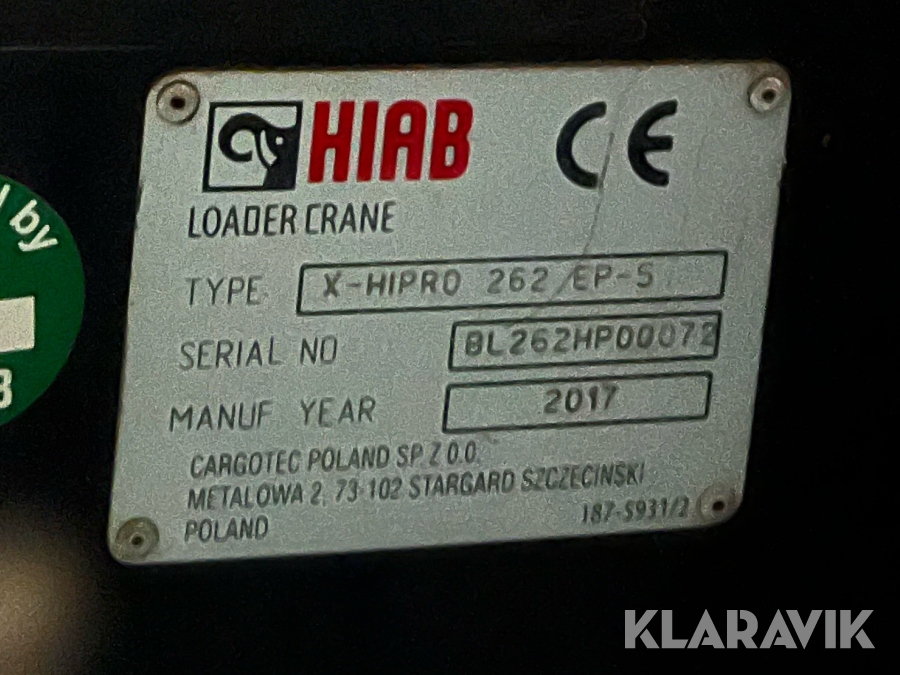 HIAB
CE
LOADER CRANE
TYPE X-HIPRO 262 EP-5
SERIAL NO BL262HP00072
MANUF YEAR 2017
CARGOTEC POLAND SP. Z O.O.
METALOWA 2, 73-102 STARGARD SZCZECINSKI
POLAND
187-5931/2
by
KLARAVIK